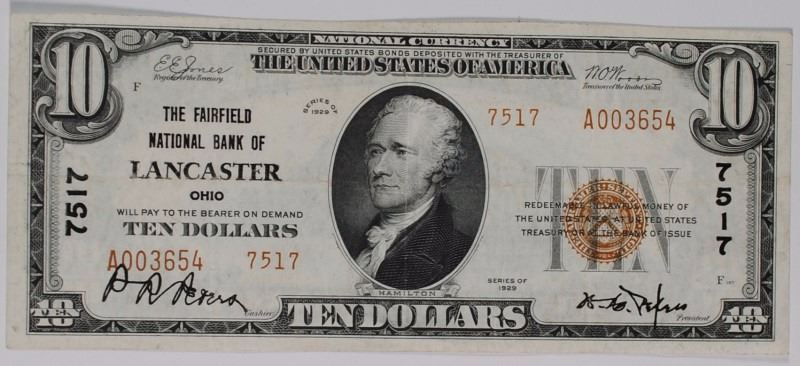 NATIONAL CURRENCY
SECURED BY UNITED STATES BONDS DEPOSITED WITH THE TREASURER OF
THE UNITED STATES OF AMERICA
10
10
E E Jones
Register of the Treasury
W.O. Woods
Treasurer of the United States
F
SERIES OF
1929
THE FAIRFIELD
NATIONAL BANK OF
LANCASTER
OHIO
WILL PAY TO THE BEARER ON DEMAND
TEN DOLLARS
7517
A003654
7517
7517
TEN
REDEEMABLE IN LAWFUL MONEY OF
THE UNITED STATES AT UNITED STATES
TREASURY OR AT THE BANK OF ISSUE
A003654
7517
Cashier
HAMILTON
SERIES OF
1929
F
President
TEN
TEN DOLLARS
TEN